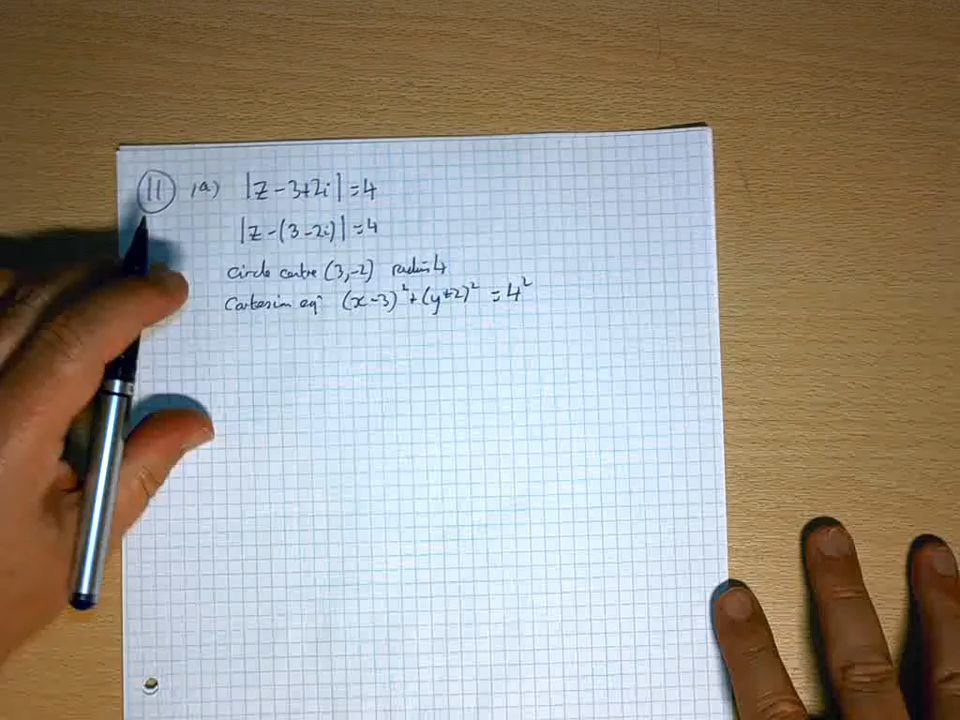 11 (a) |z - 3 + 2i| = 4
|z - (3 - 2i)| = 4
Circle centre (3, -2) radius 4
Cartesian eqn (x - 3)² + (y + 2)² = 4²